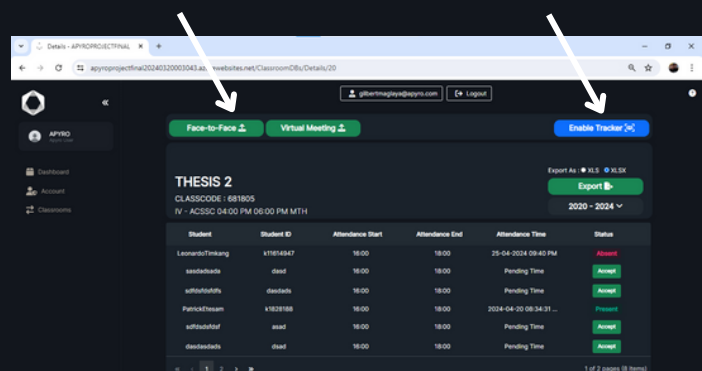 Details - APYROPROJECTFINAL
apyroprojectfinal20240320003043.azurewebsites.net/ClassroomDBs/Details/20
gilbertmaglaya@apyro.com Logout
APYRO
Apyro User
Dashboard
Account
Classrooms
Face-to-Face Virtual Meeting Enable Tracker
Export As : XLS XLSX
THESIS 2
Export
CLASSCODE : 681805
2020 - 2024
IV - ACSSC 04:00 PM 06:00 PM MTH
Student Student ID Attendance Start Attendance End Attendance Time Status
LeonardoTimkang k11614947 16:00 18:00 25-04-2024 09:40 PM Absent
sasdadsada dasd 16:00 18:00 Pending Time Accept
sdfdsfdsfdfs dasdads 16:00 18:00 Pending Time Accept
PatrickEhesam k1828188 16:00 18:00 2024-04-20 08:34:31 ... Present
sdfdsdsfdsf asad 16:00 18:00 Pending Time Accept
dasdasdads dsad 16:00 18:00 Pending Time Accept
1 2
1 of 2 pages (8 items)